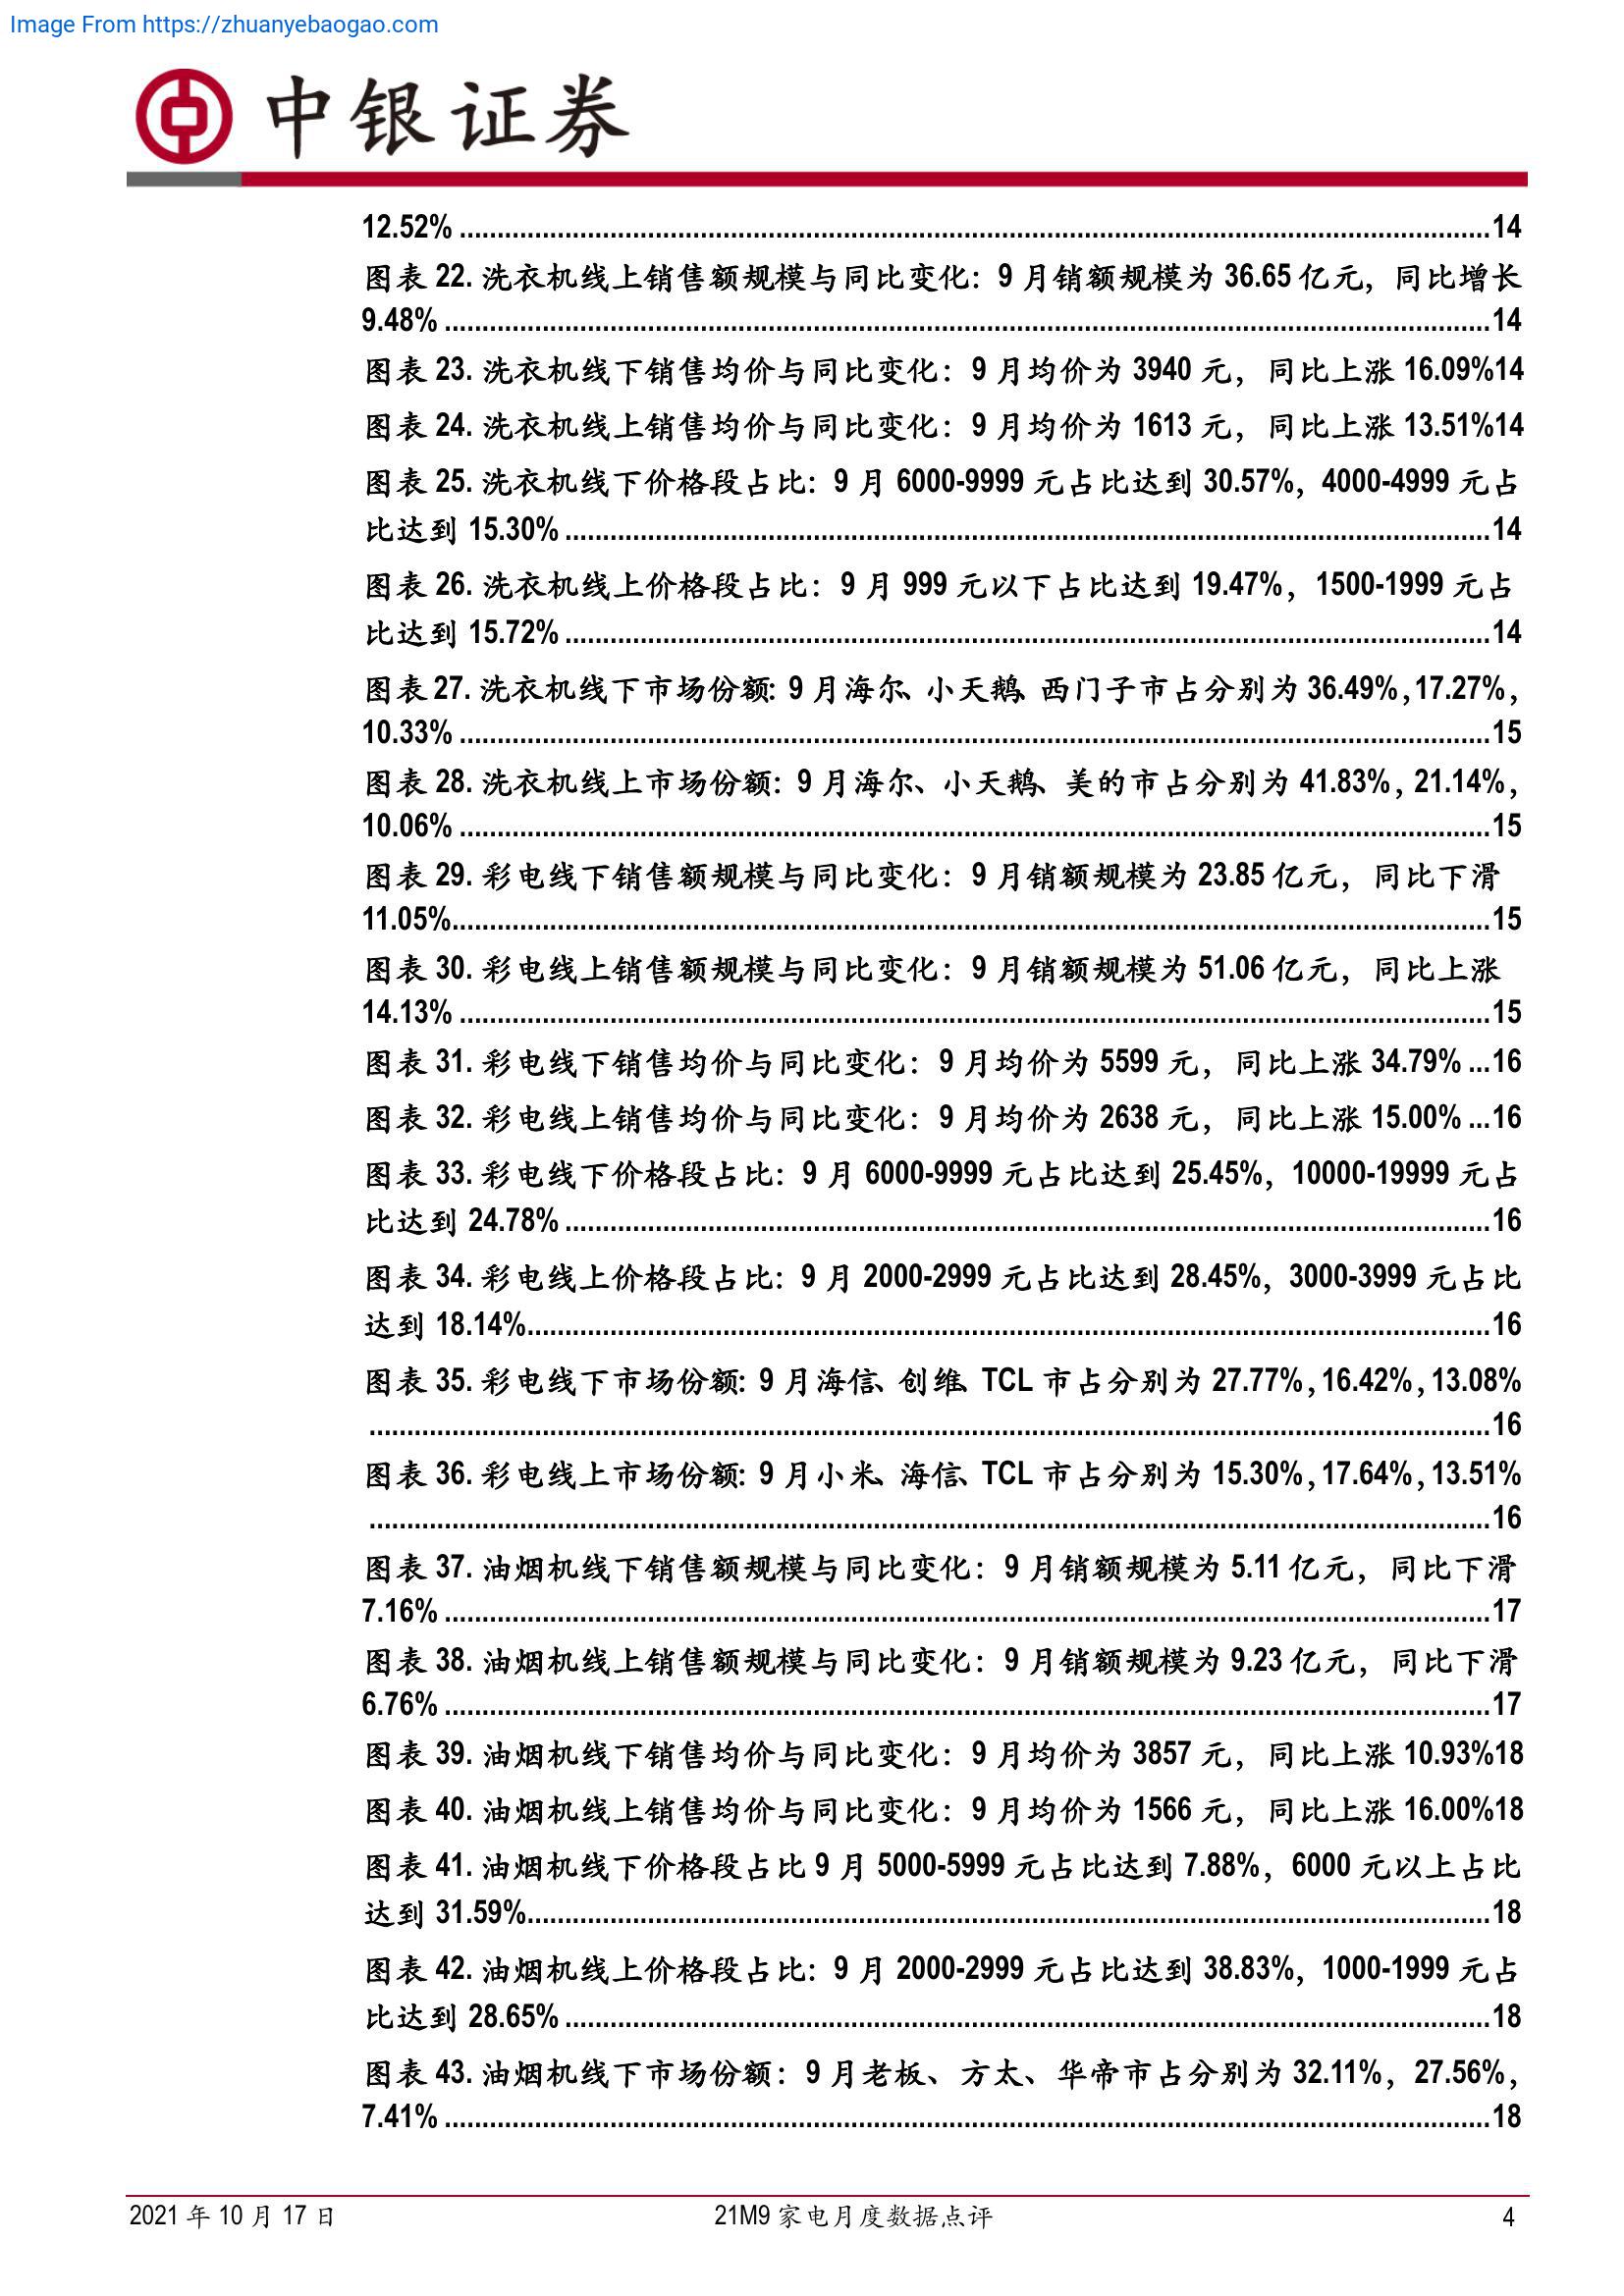 Image From https://zhuanyebaogao.com
中银证券
12.52% ........................................................................................................................................14
图表 22. 洗衣机线上销售额规模与同比变化：9 月销额规模为 36.65 亿元，同比增长
9.48% ..........................................................................................................................................14
图表 23. 洗衣机线下销售均价与同比变化：9 月均价为 3940 元，同比上涨 16.09%14
图表 24. 洗衣机线上销售均价与同比变化：9 月均价为 1613 元，同比上涨 13.51%14
图表 25. 洗衣机线下价格段占比：9 月 6000-9999 元占比达到 30.57%，4000-4999 元占
比达到 15.30% ..........................................................................................................................14
图表 26. 洗衣机线上价格段占比：9 月 999 元以下占比达到 19.47%，1500-1999 元占
比达到 15.72% ..........................................................................................................................14
图表 27. 洗衣机线下市场份额：9 月海尔、小天鹅、西门子市占分别为 36.49%，17.27%，
10.33% ........................................................................................................................................15
图表 28. 洗衣机线上市场份额：9 月海尔、小天鹅、美的市占分别为 41.83%，21.14%，
10.06% ........................................................................................................................................15
图表 29. 彩电线下销售额规模与同比变化：9 月销额规模为 23.85 亿元，同比下滑
11.05%.........................................................................................................................................15
图表 30. 彩电线上销售额规模与同比变化：9 月销额规模为 51.06 亿元，同比上涨
14.13% ........................................................................................................................................15
图表 31. 彩电线下销售均价与同比变化：9 月均价为 5599 元，同比上涨 34.79% ...16
图表 32. 彩电线上销售均价与同比变化：9 月均价为 2638 元，同比上涨 15.00% ...16
图表 33. 彩电线下价格段占比：9 月 6000-9999 元占比达到 25.45%，10000-19999 元占
比达到 24.78% ..........................................................................................................................16
图表 34. 彩电线上价格段占比：9 月 2000-2999 元占比达到 28.45%，3000-3999 元占比
达到 18.14%...............................................................................................................................16
图表 35. 彩电线下市场份额：9 月海信、创维、TCL 市占分别为 27.77%，16.42%，13.08%
....................................................................................................................................................16
图表 36. 彩电线上市场份额：9 月小米、海信、TCL 市占分别为 15.30%，17.64%，13.51%
....................................................................................................................................................16
图表 37. 油烟机线下销售额规模与同比变化：9 月销额规模为 5.11 亿元，同比下滑
7.16% ..........................................................................................................................................17
图表 38. 油烟机线上销售额规模与同比变化：9 月销额规模为 9.23 亿元，同比下滑
6.76% ..........................................................................................................................................17
图表 39. 油烟机线下销售均价与同比变化：9 月均价为 3857 元，同比上涨 10.93%18
图表 40. 油烟机线上销售均价与同比变化：9 月均价为 1566 元，同比上涨 16.00%18
图表 41. 油烟机线下价格段占比 9 月 5000-5999 元占比达到 7.88%，6000 元以上占比
达到 31.59%...............................................................................................................................18
图表 42. 油烟机线上价格段占比：9 月 2000-2999 元占比达到 38.83%，1000-1999 元占
比达到 28.65% ..........................................................................................................................18
图表 43. 油烟机线下市场份额：9 月老板、方太、华帝市占分别为 32.11%，27.56%，
7.41% ..........................................................................................................................................18
2021 年 10 月 17 日 21M9 家电月度数据点评 4